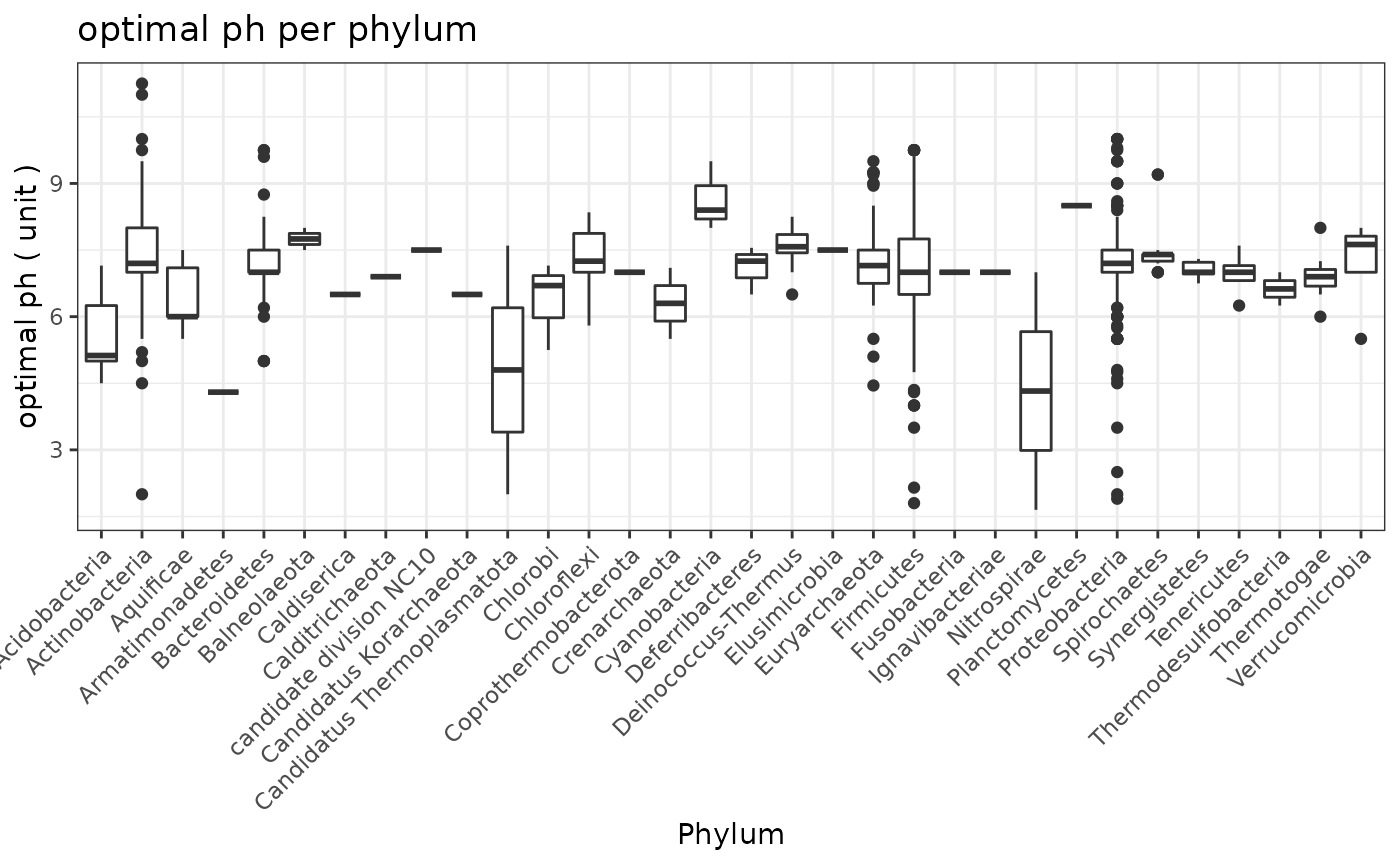 optimal ph per phylum
optimal ph ( unit )
9
6
3
Acidobacteria
Actinobacteria
Aquificae
Armatimonadetes
Bacteroidetes
Balneolaeota
Caldiserica
Calditrichaeota
candidate division NC10
Candidatus Korarchaeota
Candidatus Thermoplasmatota
Chlorobi
Chloroflexi
Coprothermobacterota
Crenarchaeota
Cyanobacteria
Deferribacteres
Deinococcus-Thermus
Elusimicrobia
Euryarchaeota
Firmicutes
Fusobacteria
Ignavibacteriae
Nitrospirae
Planctomycetes
Proteobacteria
Spirochaetes
Synergistetes
Tenericutes
Thermodesulfobacteria
Thermotogae
Verrucomicrobia
Phylum